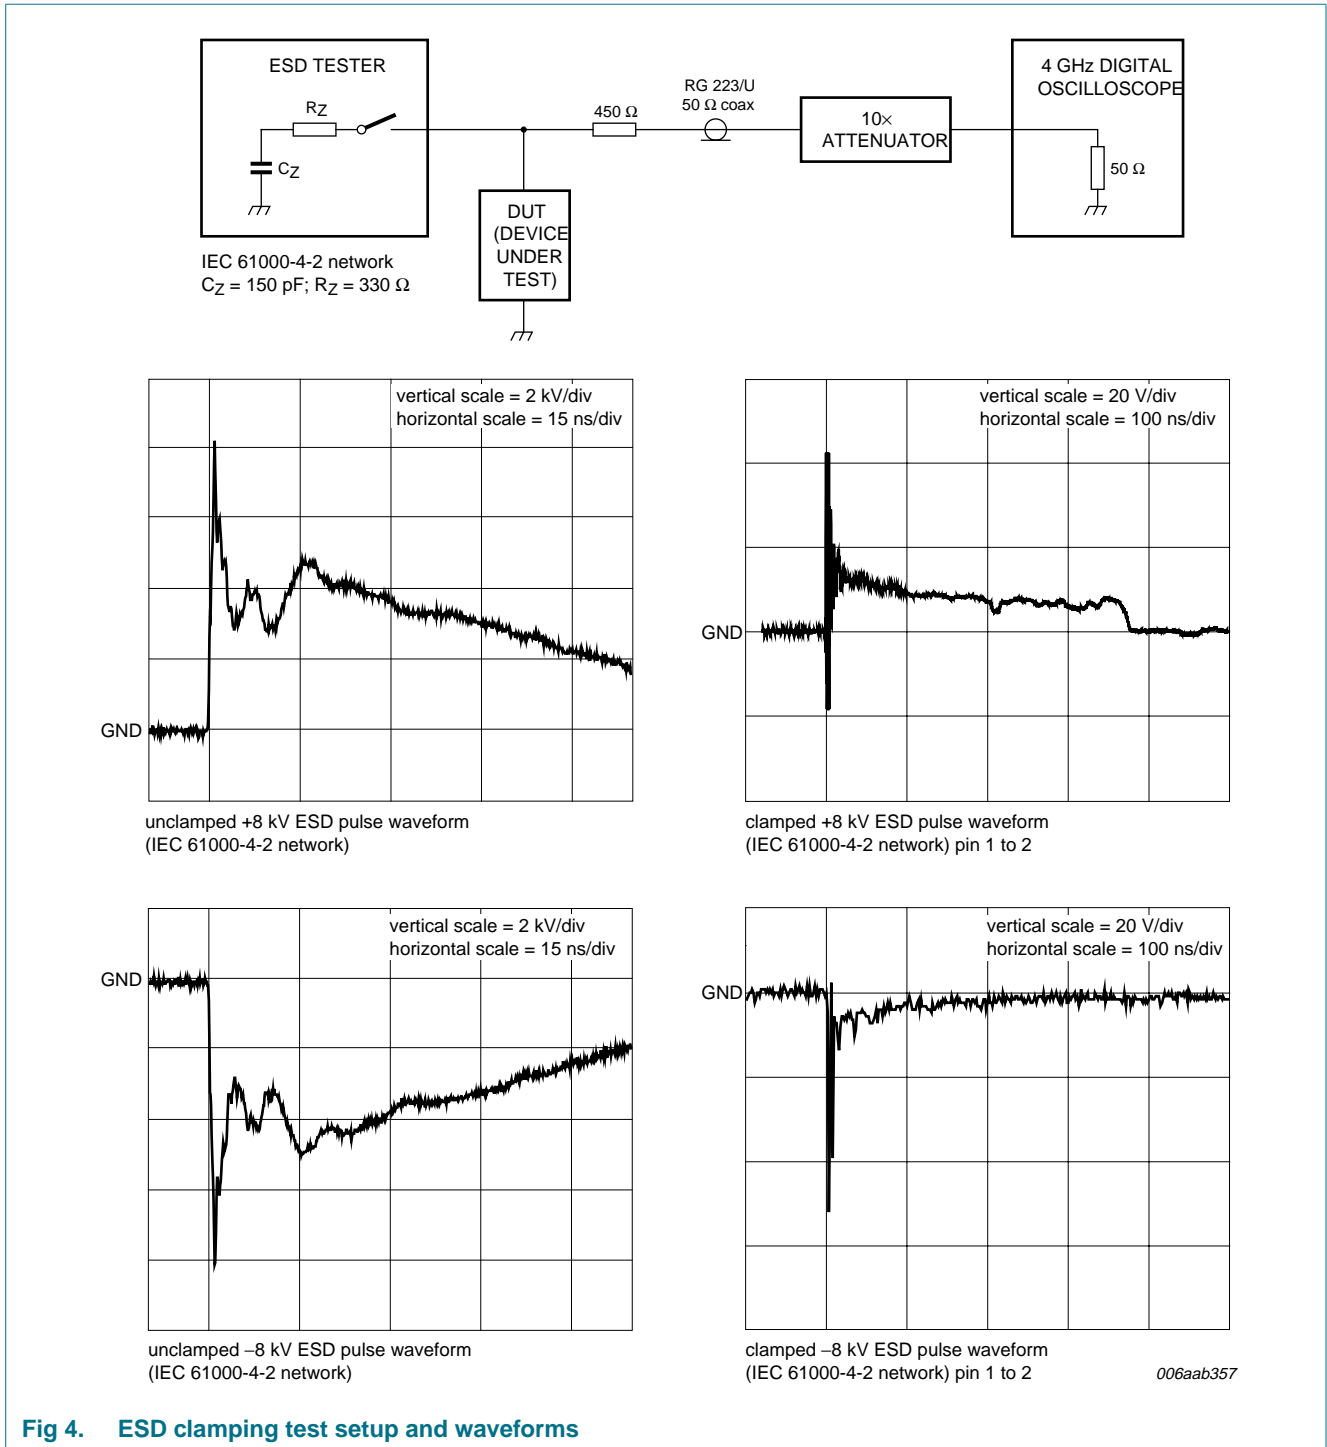 ESD TESTER
RZ
CZ
IEC 61000-4-2 network
CZ = 150 pF; RZ = 330 Ω
450 Ω
RG 223/U
50 Ω coax
10×
ATTENUATOR
4 GHz DIGITAL
OSCILLOSCOPE
50 Ω
DUT
(DEVICE
UNDER
TEST)
vertical scale = 2 kV/div
horizontal scale = 15 ns/div
GND
unclamped +8 kV ESD pulse waveform
(IEC 61000-4-2 network)
vertical scale = 20 V/div
horizontal scale = 100 ns/div
GND
clamped +8 kV ESD pulse waveform
(IEC 61000-4-2 network) pin 1 to 2
vertical scale = 2 kV/div
horizontal scale = 15 ns/div
GND
unclamped −8 kV ESD pulse waveform
(IEC 61000-4-2 network)
vertical scale = 20 V/div
horizontal scale = 100 ns/div
GND
clamped −8 kV ESD pulse waveform
(IEC 61000-4-2 network) pin 1 to 2
006aab357
Fig 4. ESD clamping test setup and waveforms